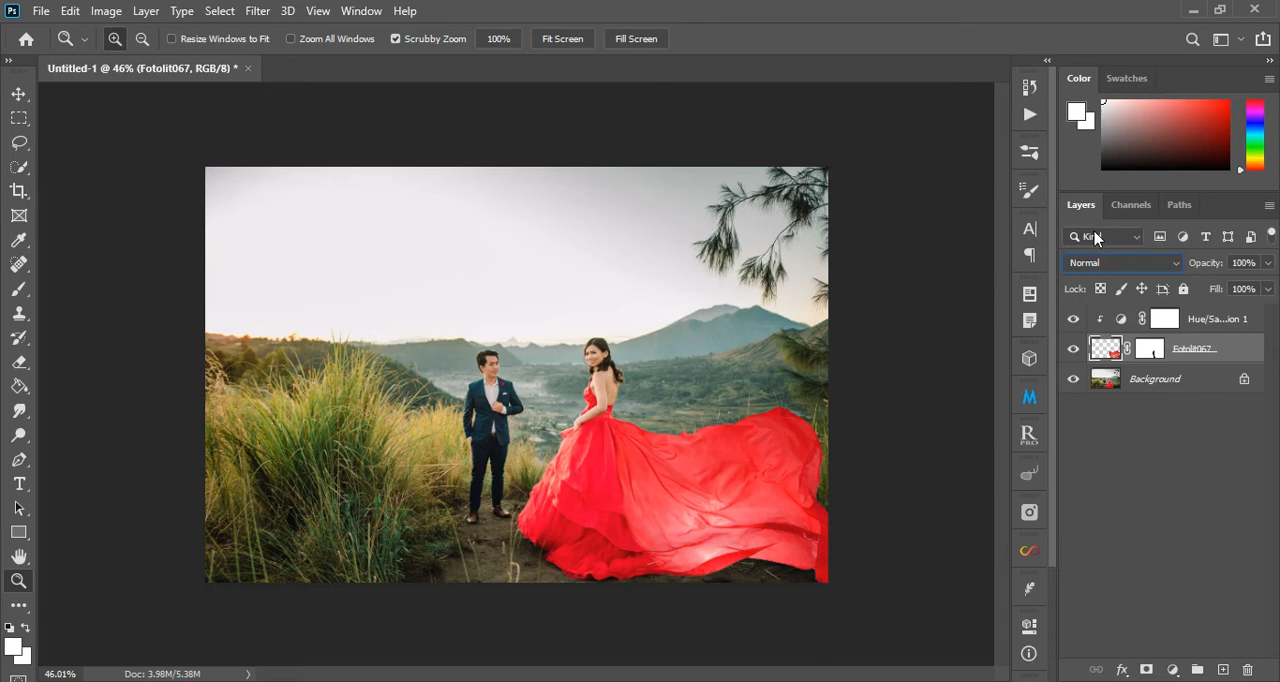 Ps File Edit Image Layer Type Select Filter 3D View Window Help
Resize Windows to Fit Zoom All Windows Scrubby Zoom 100% Fit Screen Fill Screen
Untitled-1 @ 46% (Fotolit067, RGB/8) * ×
Color Swatches
Layers Channels Paths
Normal Opacity: 100%
Lock: Fill: 100%
Hue/Sa...ion 1
Fotolit067
Background
46.01% Doc: 3.98M/5.38M